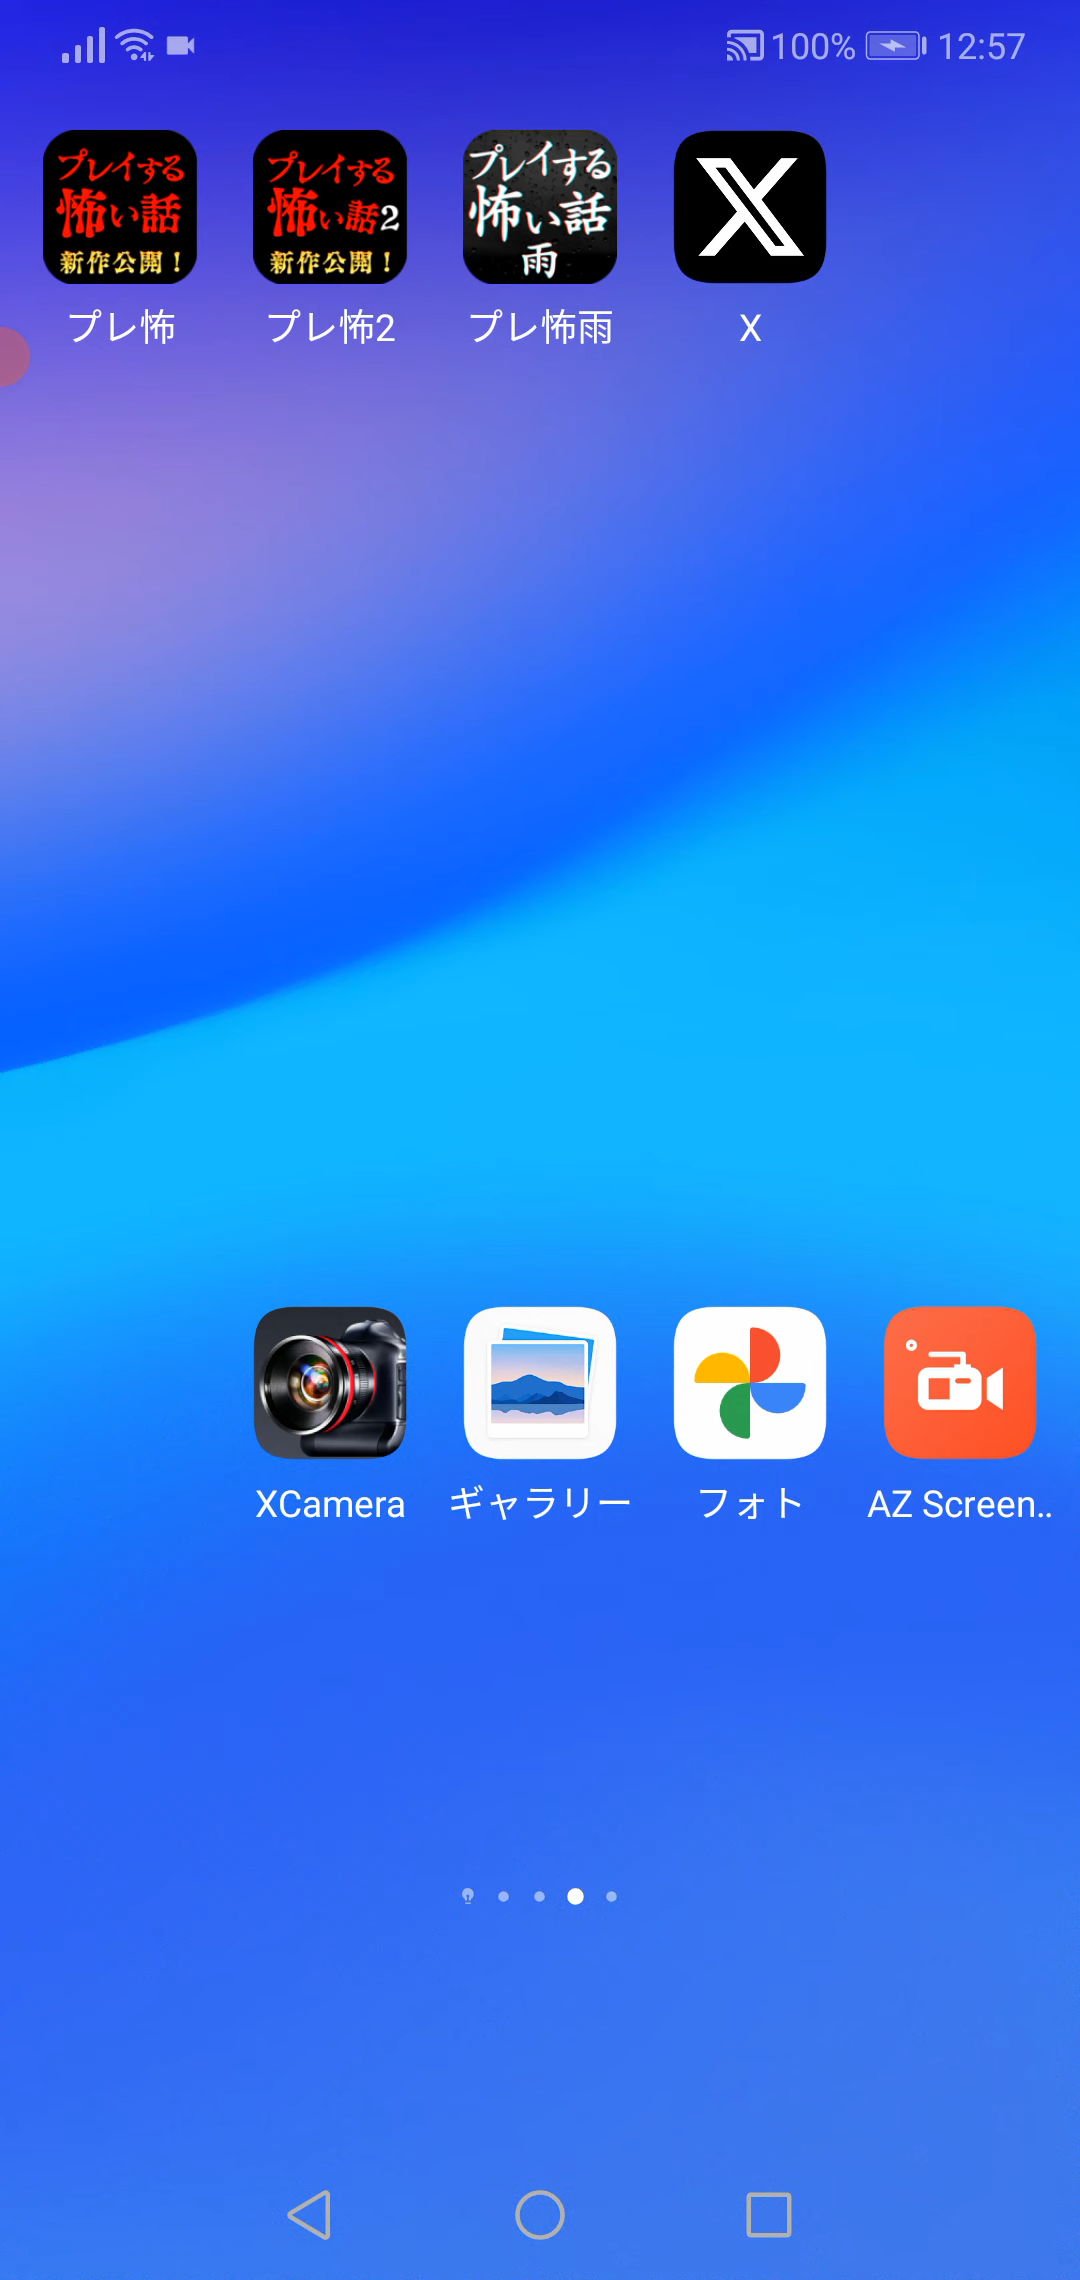 100% 12:57
プレイする
怖い話
新作公開！
プレイする
怖い話2
新作公開！
プレイする
怖い話
雨
プレ怖
プレ怖2
プレ怖雨
X
XCamera
ギャラリー
フォト
AZ Screen..